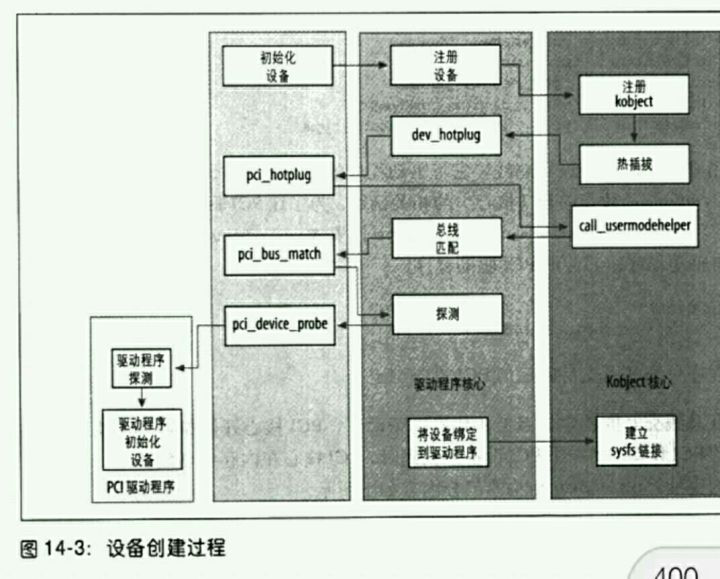 初始化
设备
注册
设备
注册
kobject
dev_hotplug
热插拔
pci_hotplug
call_usermodehelper
总线
匹配
pci_bus_match
探测
pci_device_probe
驱动程序
探测
驱动程序
初始化
设备
PCI 驱动程序
驱动程序核心
Kobject 核心
将设备绑定
到驱动程序
建立
sysfs 链接
图 14-3：设备创建过程
400